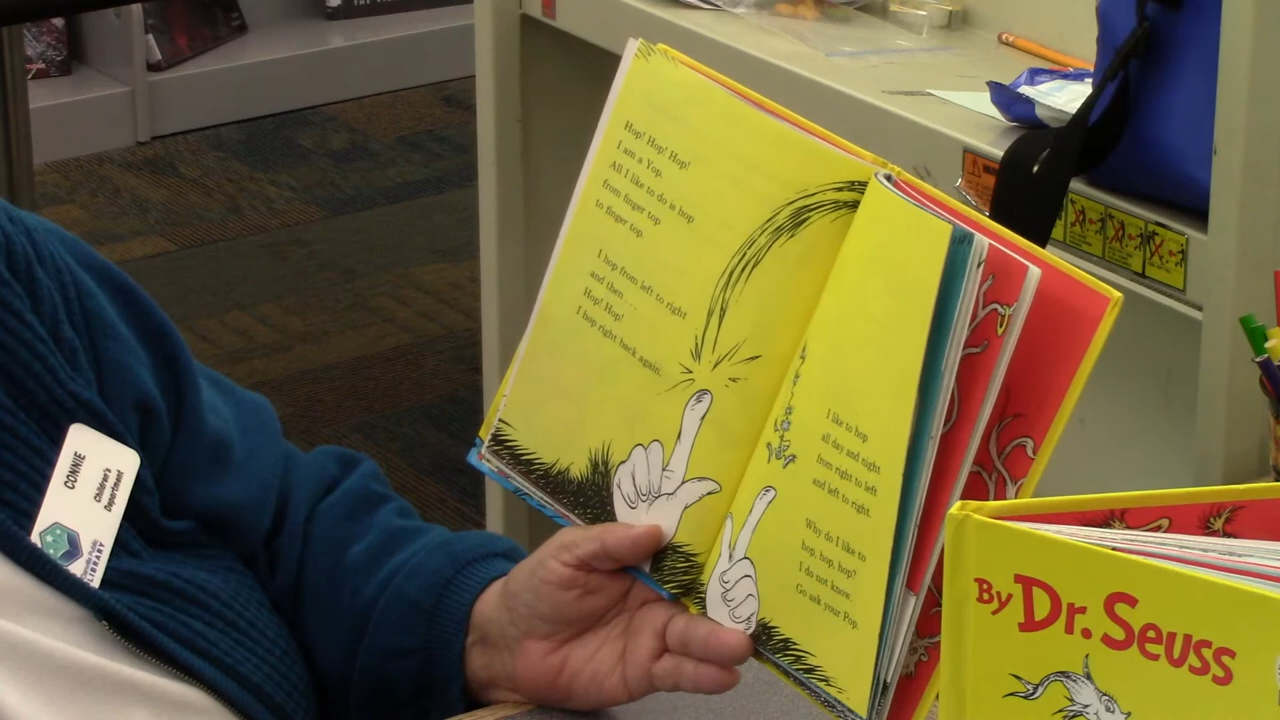 Hop! Hop! Hop!
I am a Yop.
All I like to do is hop
from finger top
to finger top.
I hop from left to right
and then . . .
Hop! Hop!
I hop right back again.
I like to hop
all day and night
from right to left
and left to right.
Why do I like to
hop, hop, hop?
I do not know.
Go ask your Pop.
By Dr. Seuss
CONNIE
Children's
Department
Public
LIBRARY